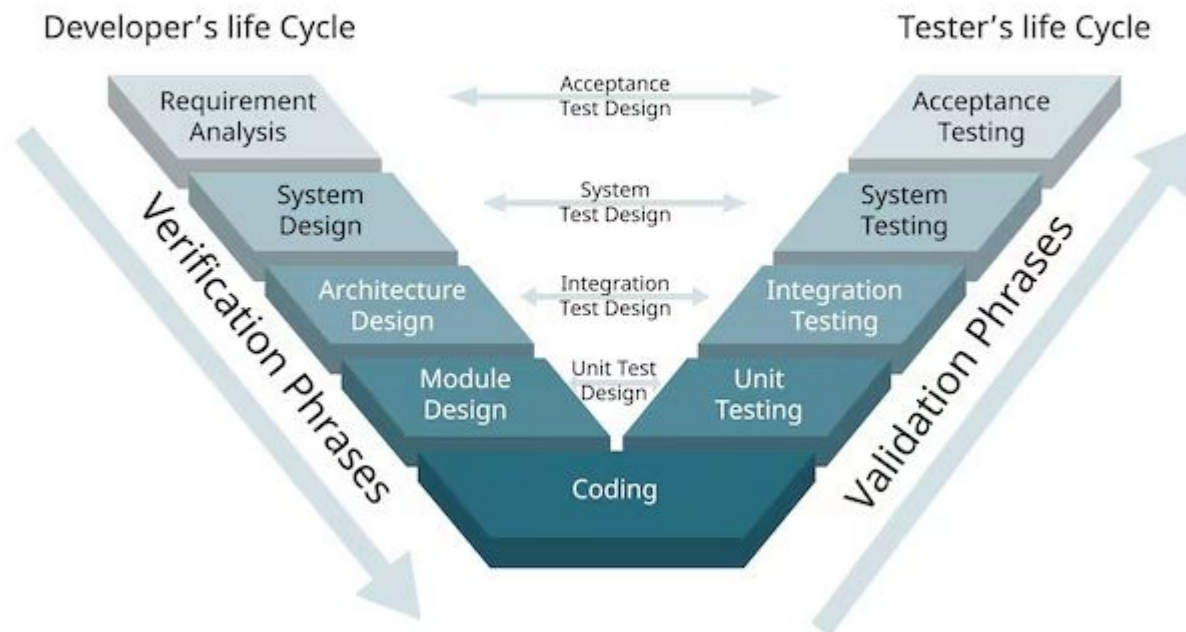 Developer's life Cycle
Tester's life Cycle
Requirement
Analysis
Acceptance
Test Design
Acceptance
Testing
System
Design
System
Test Design
System
Testing
Architecture
Design
Integration
Test Design
Integration
Testing
Module
Design
Unit Test
Design
Unit
Testing
Coding
Verification Phrases
Validation Phrases